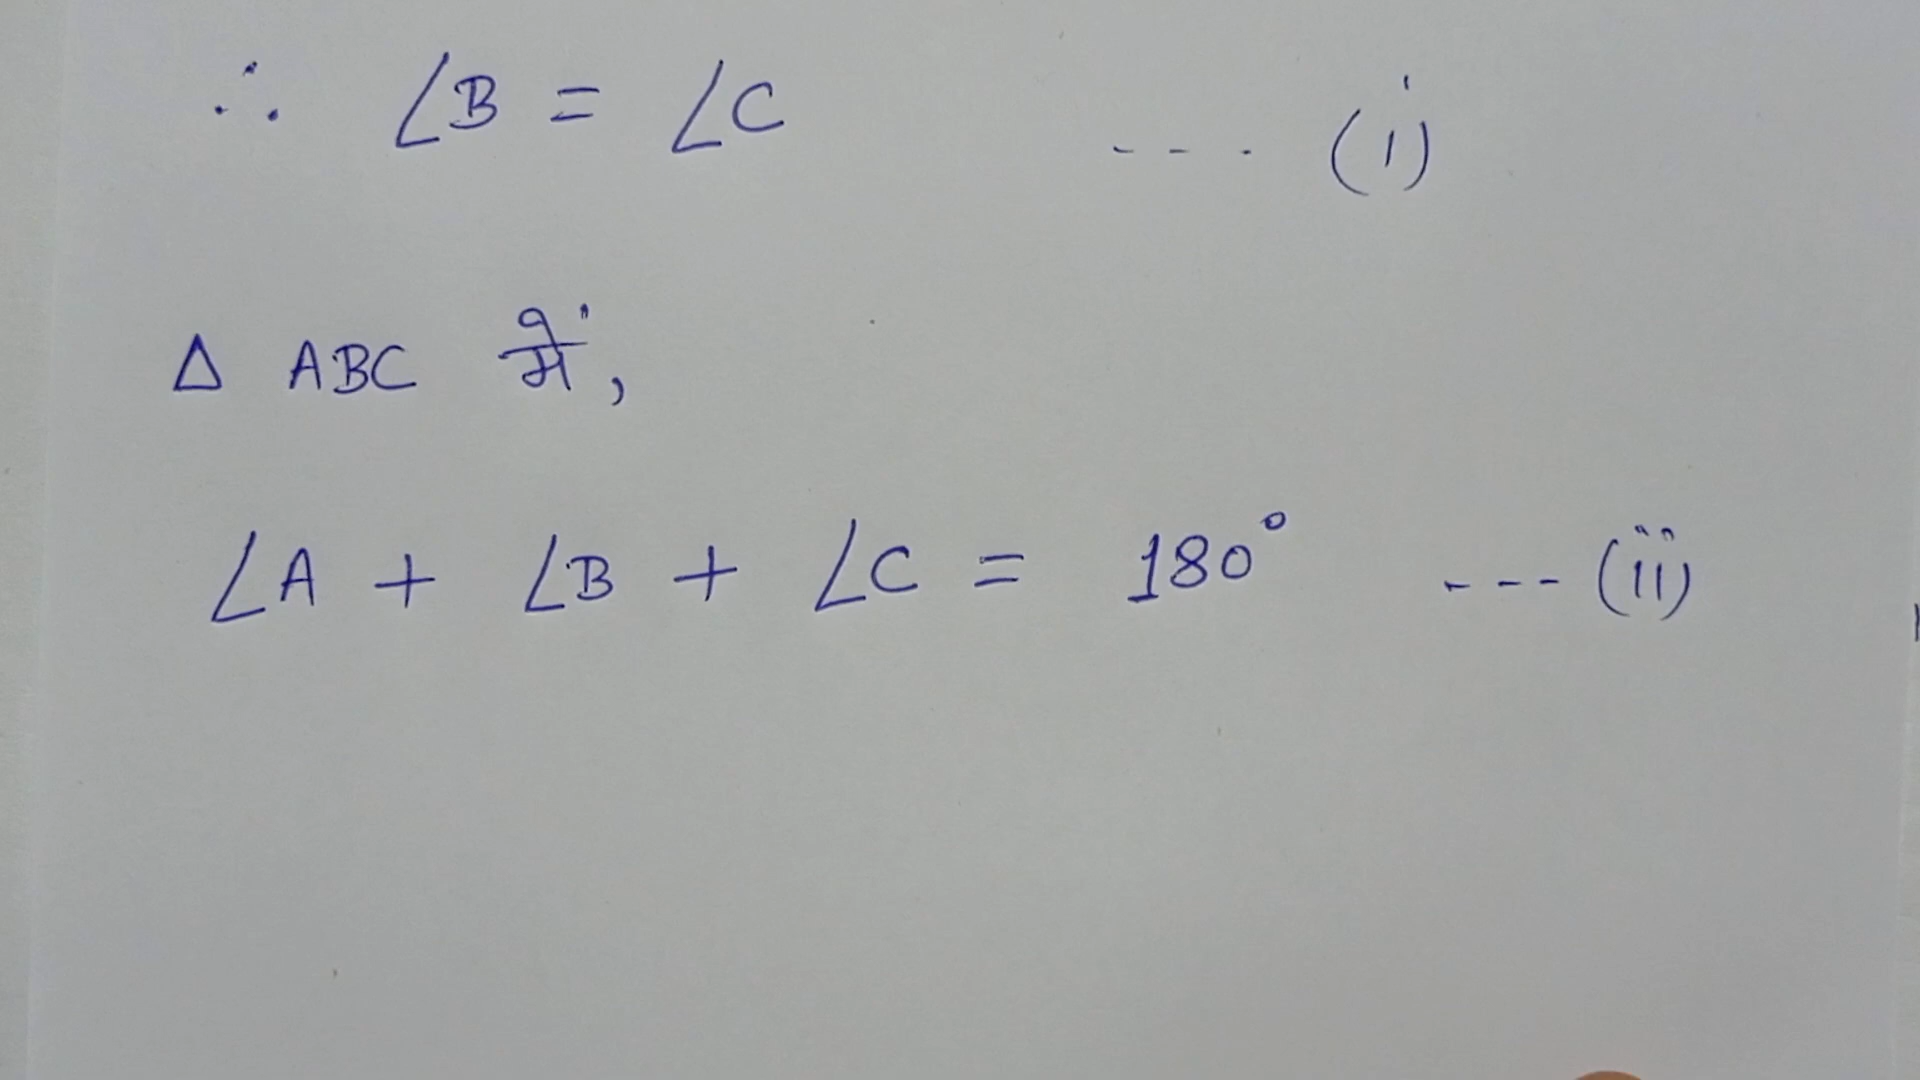 ∴ ∠B = ∠C --- (i)
Δ ABC में,
∠A + ∠B + ∠C = 180° --- (ii)